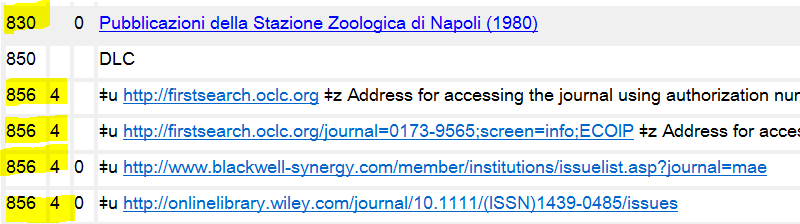 830 0 Pubblicazioni della Stazione Zoologica di Napoli (1980)
850 DLC
856 4 ǂu http://firstsearch.oclc.org ǂz Address for accessing the journal using authorization nur
856 4 ǂu http://firstsearch.oclc.org/journal=0173-9565;screen=info;ECOIP ǂz Address for acces
856 4 0 ǂu http://www.blackwell-synergy.com/member/institutions/issuelist.asp?journal=mae
856 4 0 ǂu http://onlinelibrary.wiley.com/journal/10.1111/(ISSN)1439-0485/issues